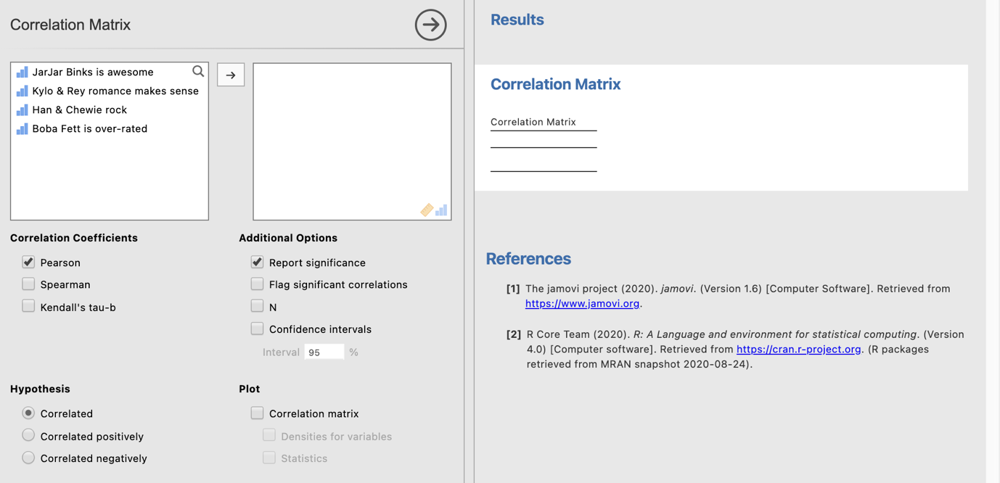 Correlation Matrix
JarJar Binks is awesome
Kylo & Rey romance makes sense
Han & Chewie rock
Boba Fett is over-rated
Correlation Coefficients
Pearson
Spearman
Kendall's tau-b
Additional Options
Report significance
Flag significant correlations
N
Confidence intervals
Interval 95 %
Hypothesis
Correlated
Correlated positively
Correlated negatively
Plot
Correlation matrix
Densities for variables
Statistics
Results
Correlation Matrix
Correlation Matrix
References
[1] The jamovi project (2020). jamovi. (Version 1.6) [Computer Software]. Retrieved from
https://www.jamovi.org.
[2] R Core Team (2020). R: A Language and environment for statistical computing. (Version
4.0) [Computer software]. Retrieved from https://cran.r-project.org. (R packages
retrieved from MRAN snapshot 2020-08-24).